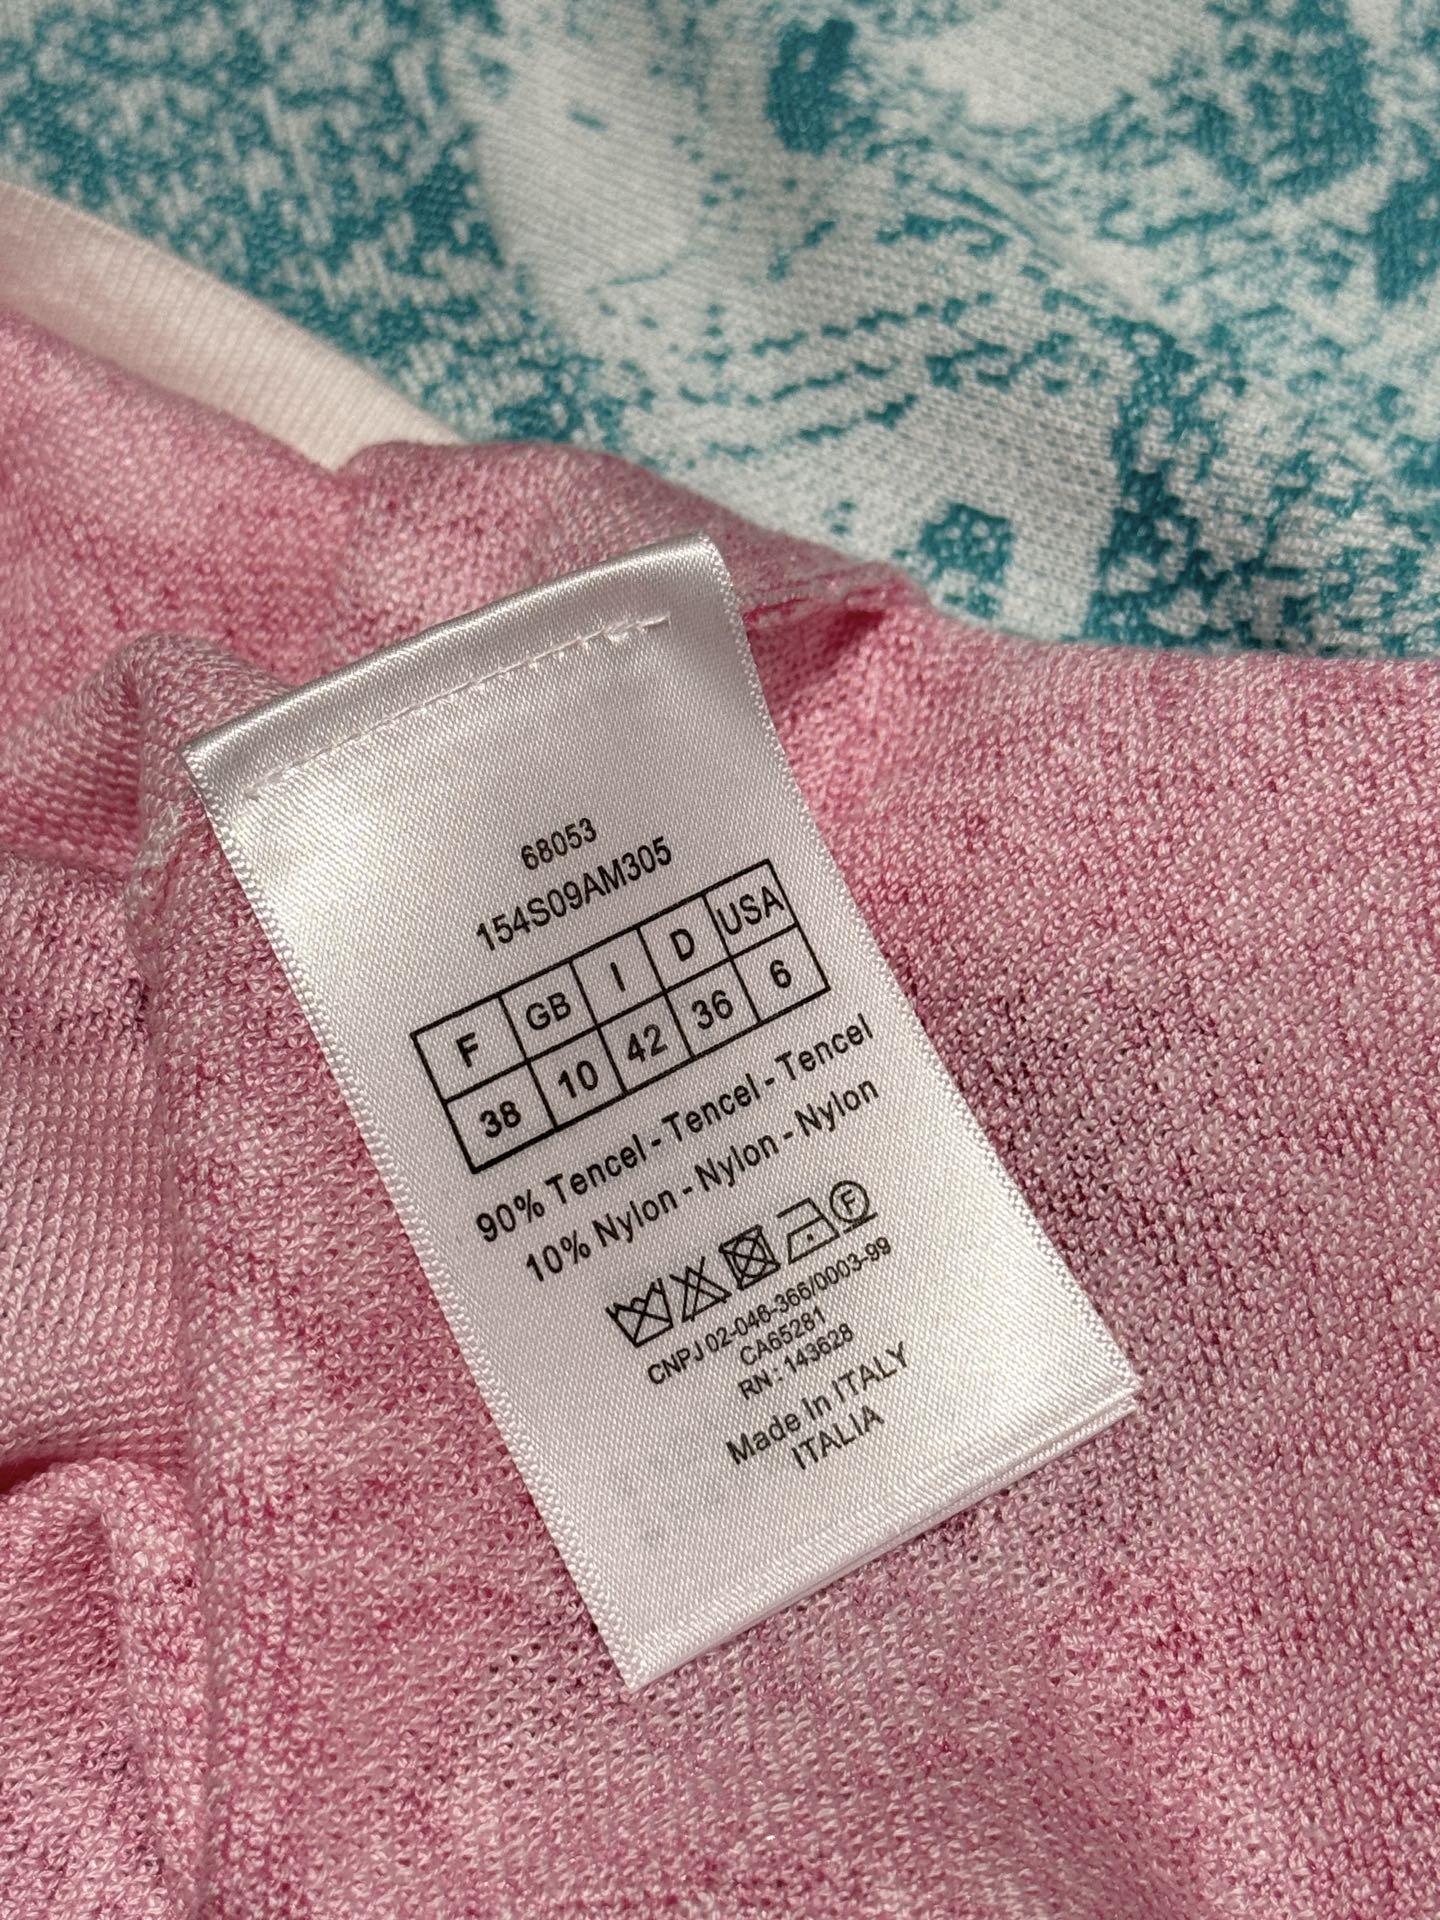 68053
154S09AM305
F GB I D USA
38 10 42 36 6
90% Tencel - Tencel - Tencel
10% Nylon - Nylon - Nylon
F
CNPJ 02-046-366/0003-99
CA65281
RN : 143628
Made In ITALY
ITALIA